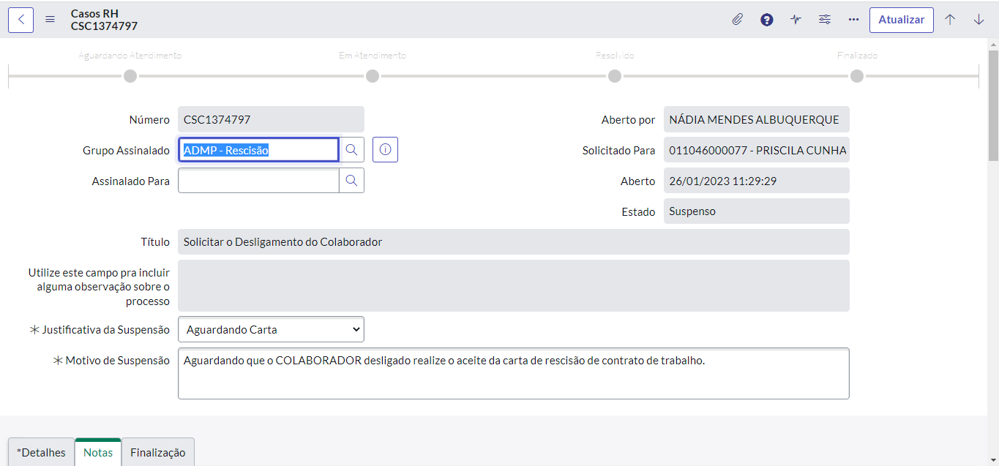 Casos RH
CSC1374797
Atualizar
Aguardando Atendimento
Em Atendimento
Resolvido
Finalizado
Número
CSC1374797
Aberto por
NÁDIA MENDES ALBUQUERQUE
Grupo Assinalado
ADMP - Rescisão
Solicitado Para
011046000077 - PRISCILA CUNHA
Assinalado Para
Aberto
26/01/2023 11:29:29
Estado
Suspenso
Título
Solicitar o Desligamento do Colaborador
Utilize este campo pra incluir
alguma observação sobre o
processo
Justificativa da Suspensão
Aguardando Carta
Motivo de Suspensão
Aguardando que o COLABORADOR desligado realize o aceite da carta de rescisão de contrato de trabalho.
*Detalhes
Notas
Finalização